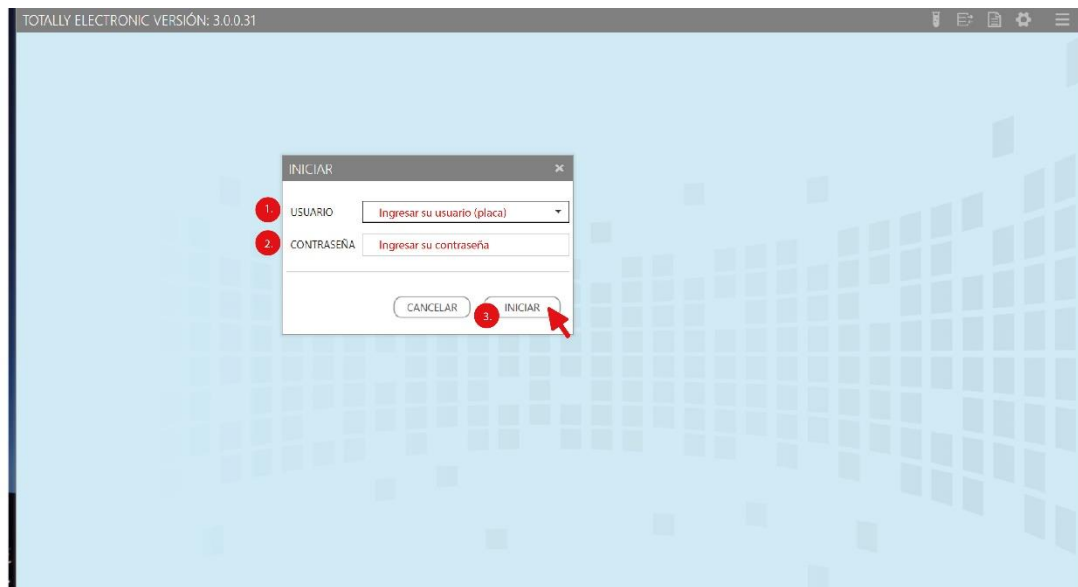 TOTALLY ELECTRONIC VERSIÓN: 3.0.0.31
INICIAR
1. USUARIO Ingresar su usuario (placa)
2. CONTRASEÑA Ingresar su contraseña
CANCELAR 3. INICIAR